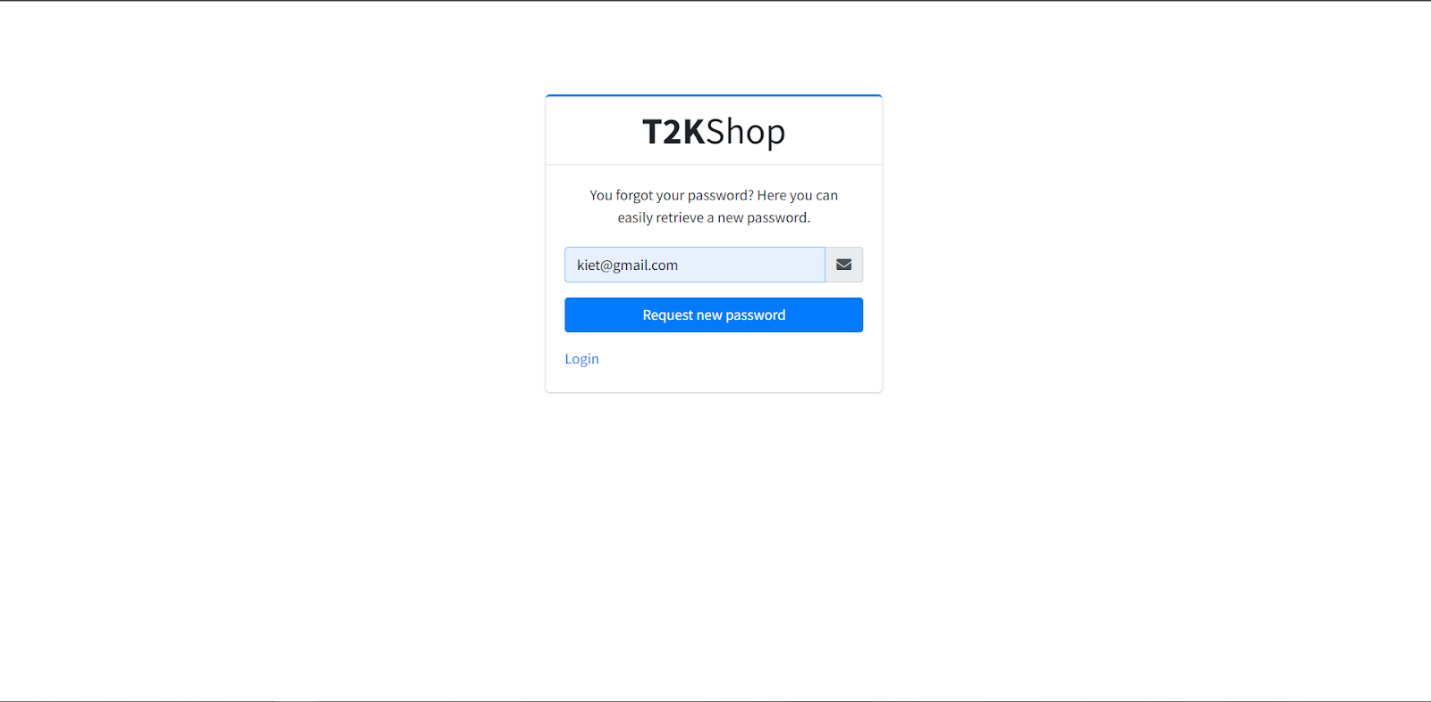 T2KShop
You forgot your password? Here you can
easily retrieve a new password.
kiet@gmail.com
Request new password
Login